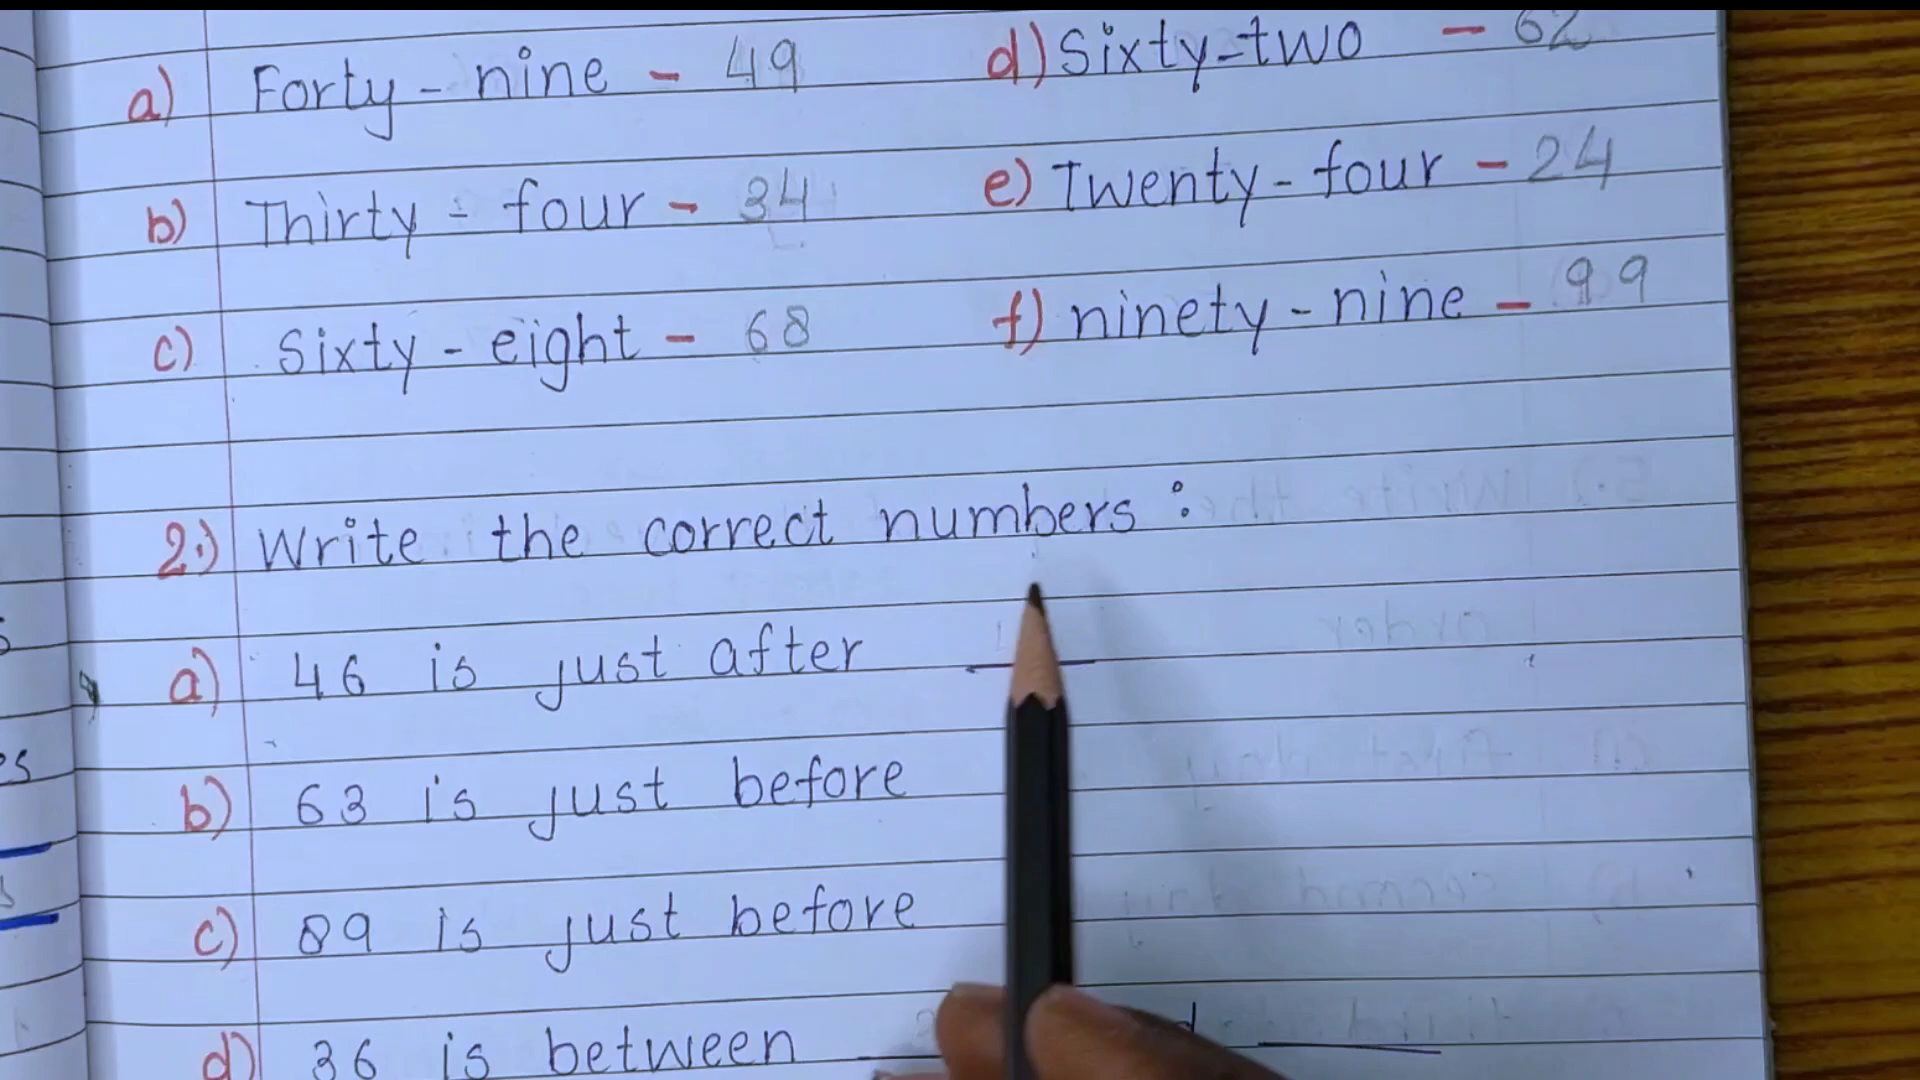 a) Forty-nine - 49 d) Sixty-two - 62
b) Thirty-four - 34 e) Twenty-four - 24
c) Sixty-eight - 68 f) ninety-nine - 99
2.) Write the correct numbers:
a) 46 is just after
b) 63 is just before
c) 89 is just before
d) 36 is between